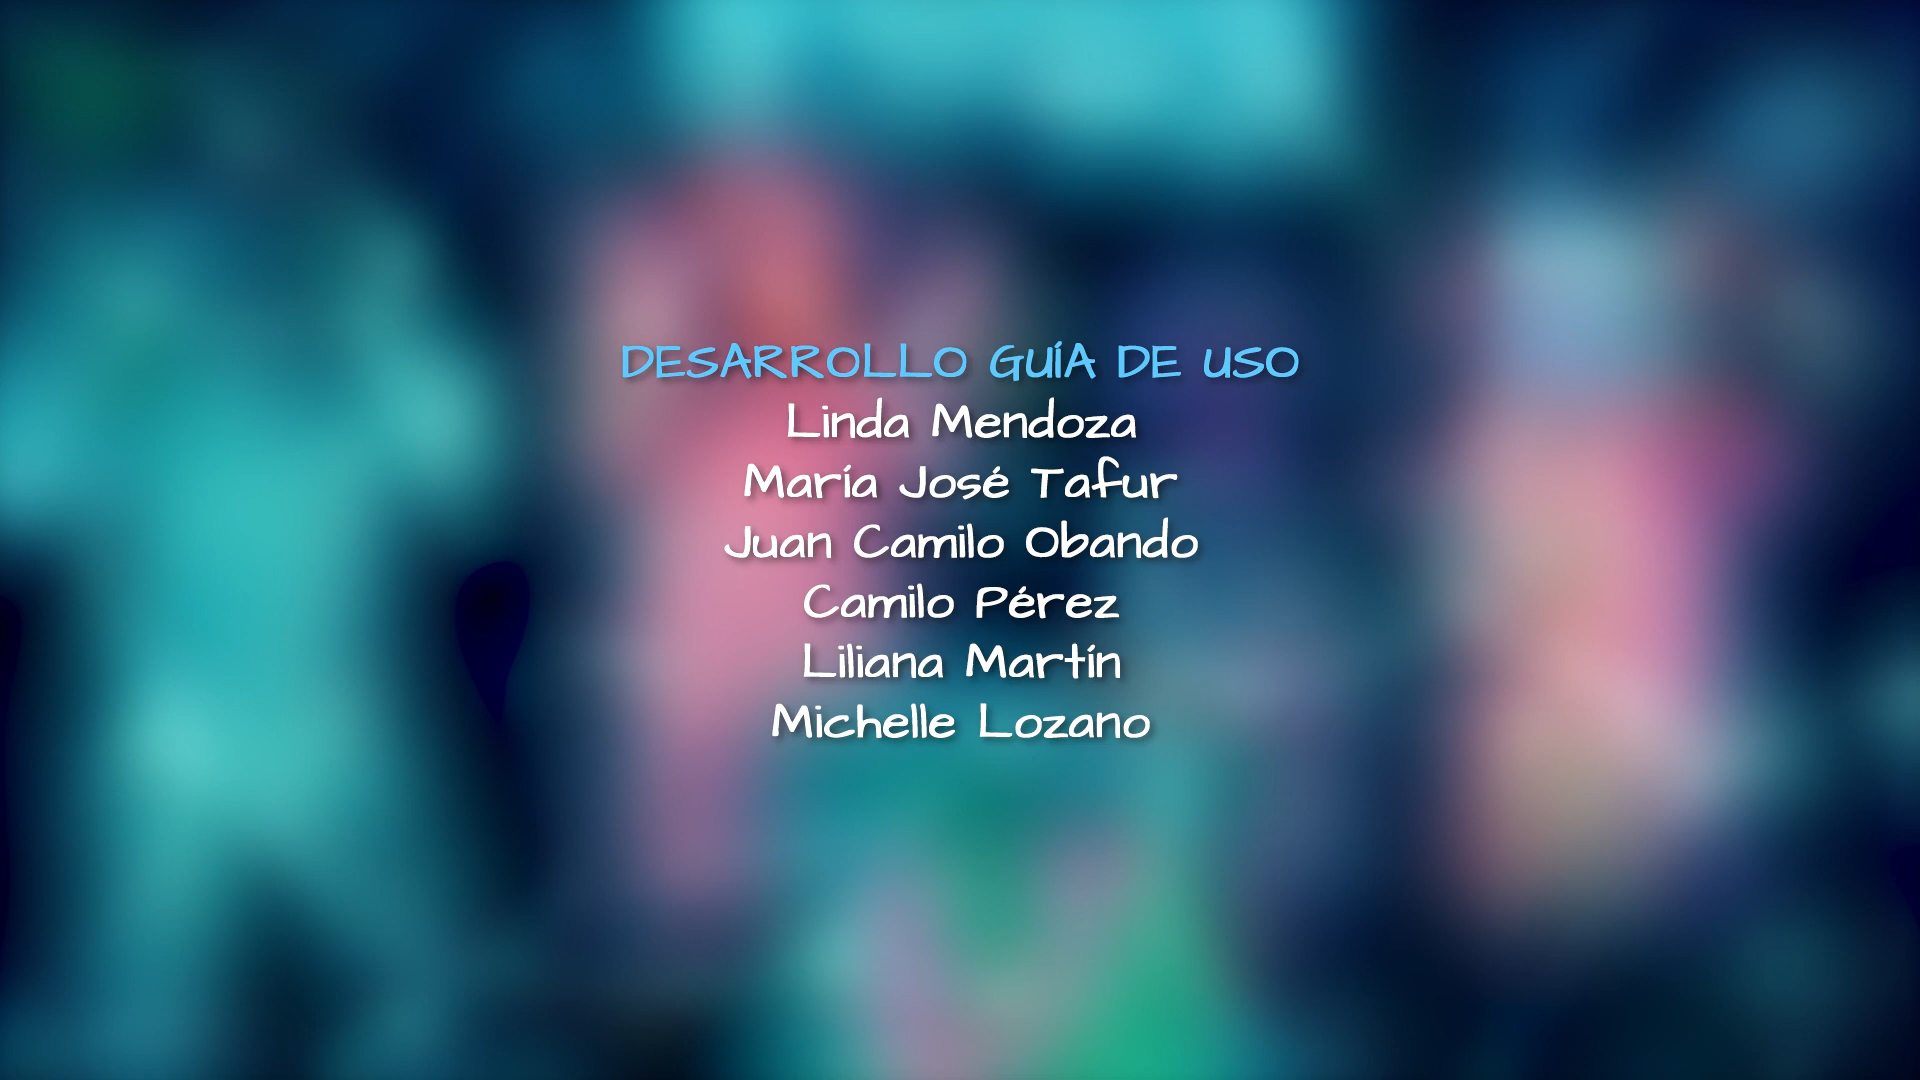 DESARROLLO GUÍA DE USO
Linda Mendoza
María José Tafur
Juan Camilo Obando
Camilo Pérez
Liliana Martín
Michelle Lozano